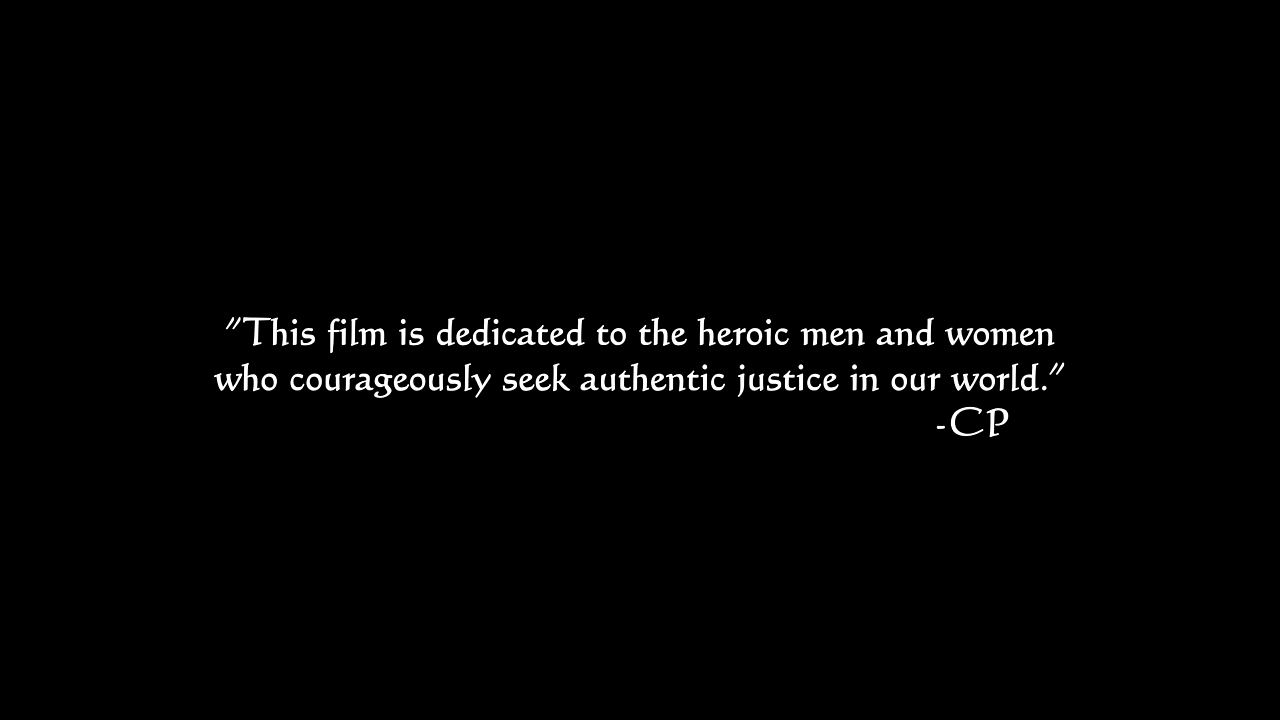 "This film is dedicated to the heroic men and women
who courageously seek authentic justice in our world."
-CP